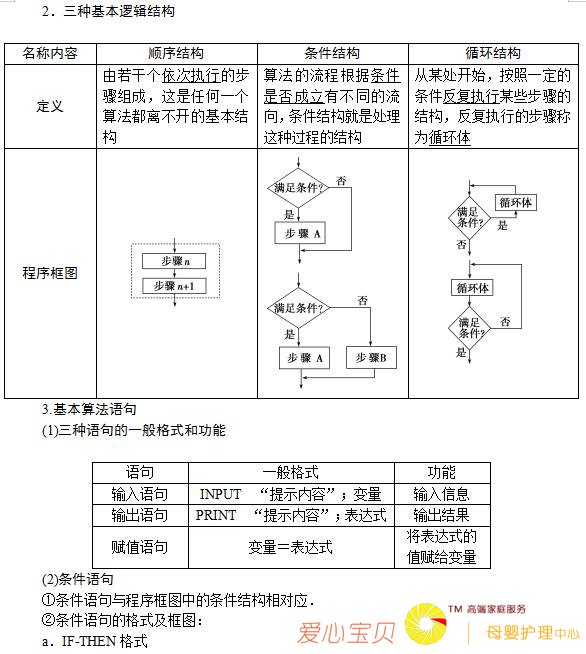 2．三种基本逻辑结构
名称内容 顺序结构 条件结构 循环结构
定义
由若干个依次执行的步
骤组成，这是任何一个
算法都离不开的基本结
构
算法的流程根据条件
是否成立有不同的流
向，条件结构就是处理
这种过程的结构
从某处开始，按照一定的
条件反复执行某些步骤的
结构，反复执行的步骤称
为循环体
程序框图
步骤n
步骤n+1
满足条件?
否
是
步骤 A
满足条件?
否
是
步骤 A
步骤B
循环体
满足
条件?
是
否
循环体
满足
条件?
否
是
3.基本算法语句
(1)三种语句的一般格式和功能
语句 一般格式 功能
输入语句 INPUT “提示内容”；变量 输入信息
输出语句 PRINT “提示内容”；表达式 输出结果
赋值语句 变量＝表达式 将表达式的
值赋给变量
(2)条件语句
①条件语句与程序框图中的条件结构相对应．
②条件语句的格式及框图：
a．IF-THEN 格式
爱心宝贝
TM 高端家庭服务
母婴护理中心